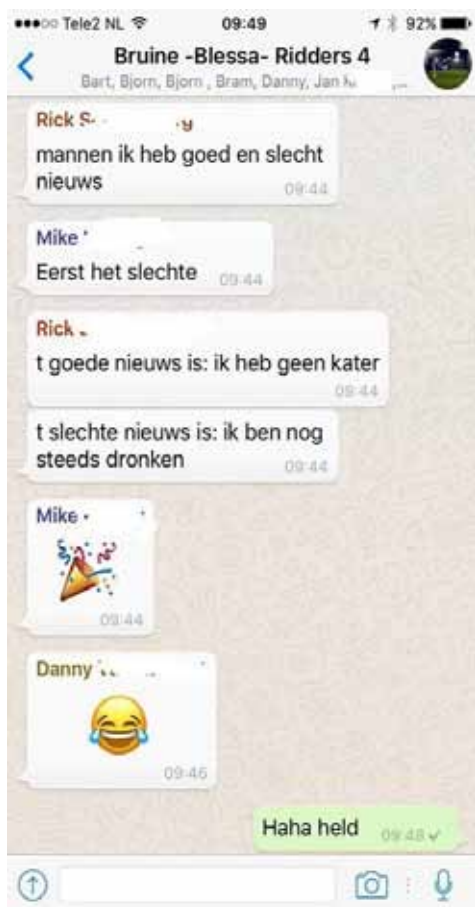 Tele2 NL 09:49 92%
Bruine -Blessa- Ridders 4
Bart, Bjorn, Bjorn , Bram, Danny, Jan
Rick
mannen ik heb goed en slecht
nieuws
09:44
Mike
Eerst het slechte 09:44
Rick
t goede nieuws is: ik heb geen kater
09:44
t slechte nieuws is: ik ben nog
steeds dronken 09:44
Mike
09:44
Danny
09:46
Haha held 09:48